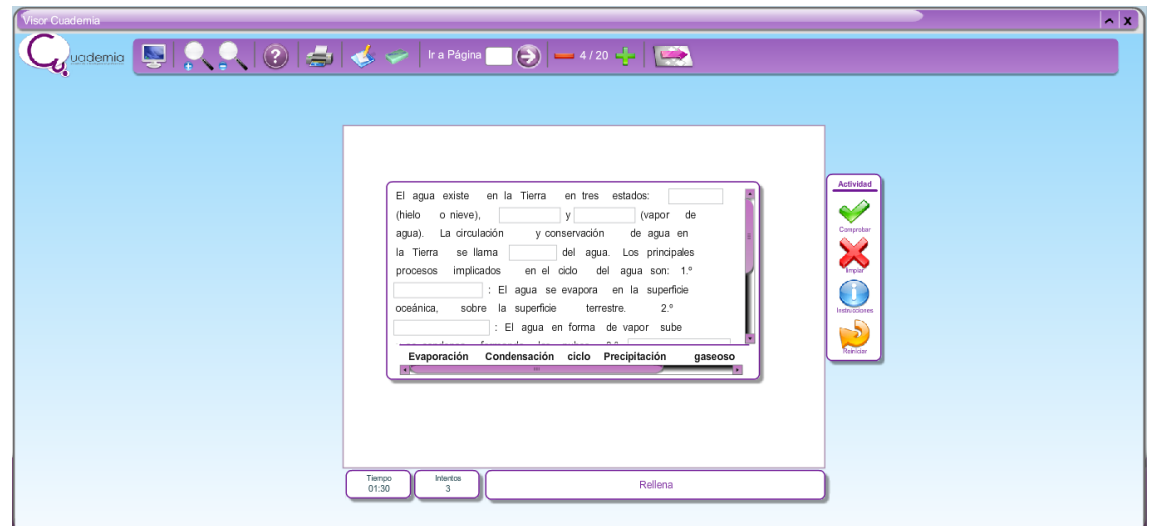 Visor Cuadernia
Cuadernia
Ir a Página 4 / 20
El agua existe en la Tierra en tres estados:
(hielo o nieve), y (vapor de
agua). La circulación y conservación de agua en
la Tierra se llama del agua. Los principales
procesos implicados en el ciclo del agua son: 1.º
: El agua se evapora en la superficie
oceánica, sobre la superficie terrestre. 2.º
: El agua en forma de vapor sube
Evaporación Condensación ciclo Precipitación gaseoso
Actividad
Comprobar
limpiar
Instrucciones
Reiniciar
Tiempo
01:30
Intentos
3
Rellena